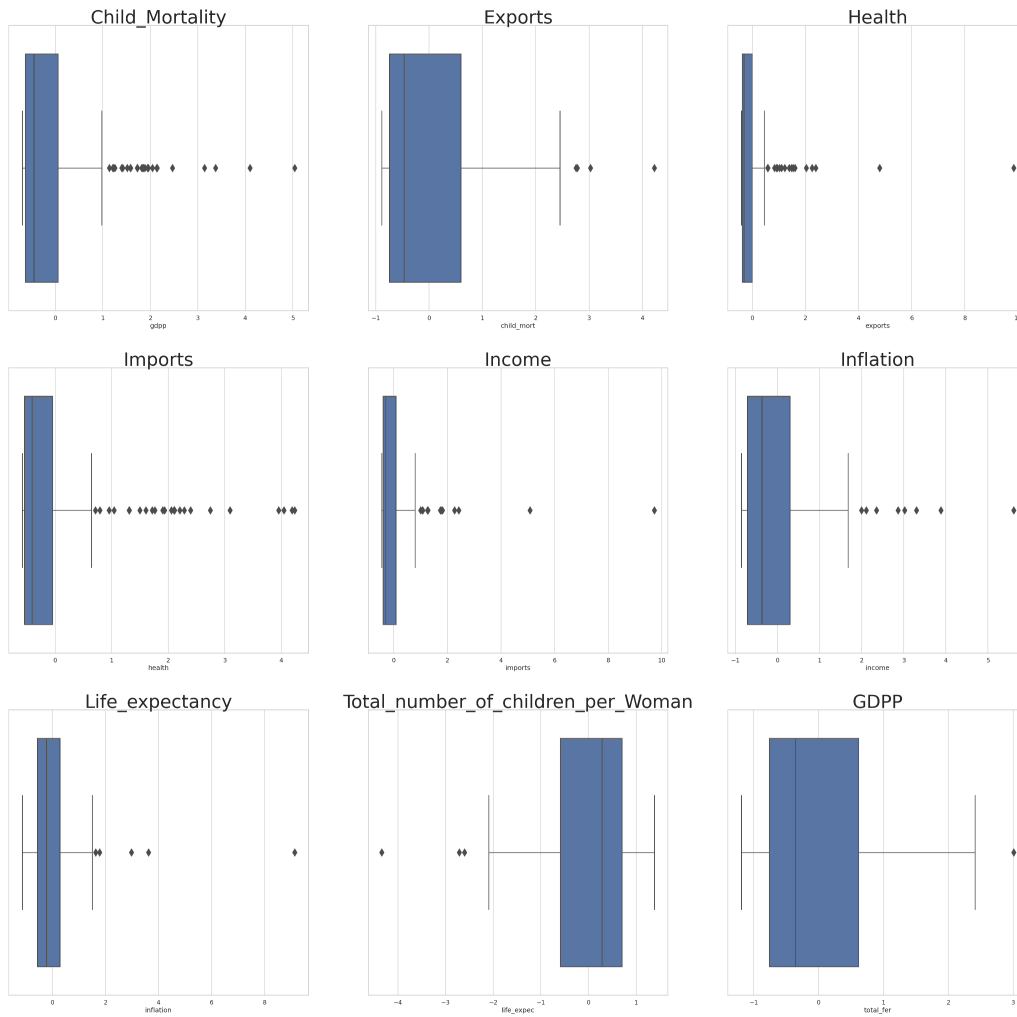 Child_Mortality Exports Health
0 1 2 3 4 5 −1 0 1 2 3 4 0 2 4 6 8 1
gdpp child_mort exports
Imports Income Inflation
0 1 2 3 4 0 2 4 6 8 10 −1 0 1 2 3 4 5
health imports income
Life_expectancy Total_number_of_children_per_Woman GDPP
0 2 4 6 8 −4 −3 −2 −1 0 1 −1 0 1 2 3
inflation life_expec total_fer